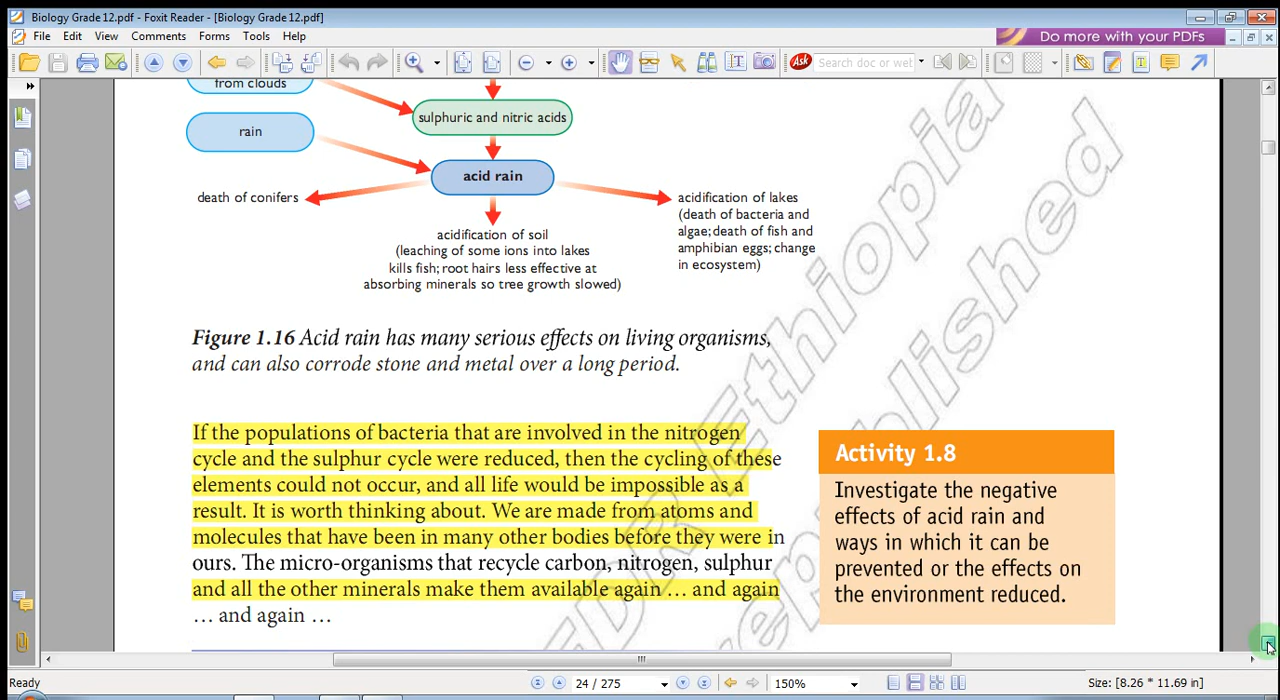 Biology Grade 12.pdf - Foxit Reader - [Biology Grade 12.pdf]
File Edit View Comments Forms Tools Help
Do more with your PDFs
Ask Search doc or wel
from clouds
sulphuric and nitric acids
rain
acid rain
death of conifers
acidification of lakes
(death of bacteria and
algae; death of fish and
amphibian eggs; change
in ecosystem)
acidification of soil
(leaching of some ions into lakes
kills fish; root hairs less effective at
absorbing minerals so tree growth slowed)
Figure 1.16 Acid rain has many serious effects on living organisms,
and can also corrode stone and metal over a long period.
If the populations of bacteria that are involved in the nitrogen
cycle and the sulphur cycle were reduced, then the cycling of these
elements could not occur, and all life would be impossible as a
result. It is worth thinking about. We are made from atoms and
molecules that have been in many other bodies before they were in
ours. The micro-organisms that recycle carbon, nitrogen, sulphur
and all the other minerals make them available again … and again
… and again …
Activity 1.8
Investigate the negative
effects of acid rain and
ways in which it can be
prevented or the effects on
the environment reduced.
FDR Ethiopia
republished
Ready
24 / 275
150%
Size: [8.26 * 11.69 in]